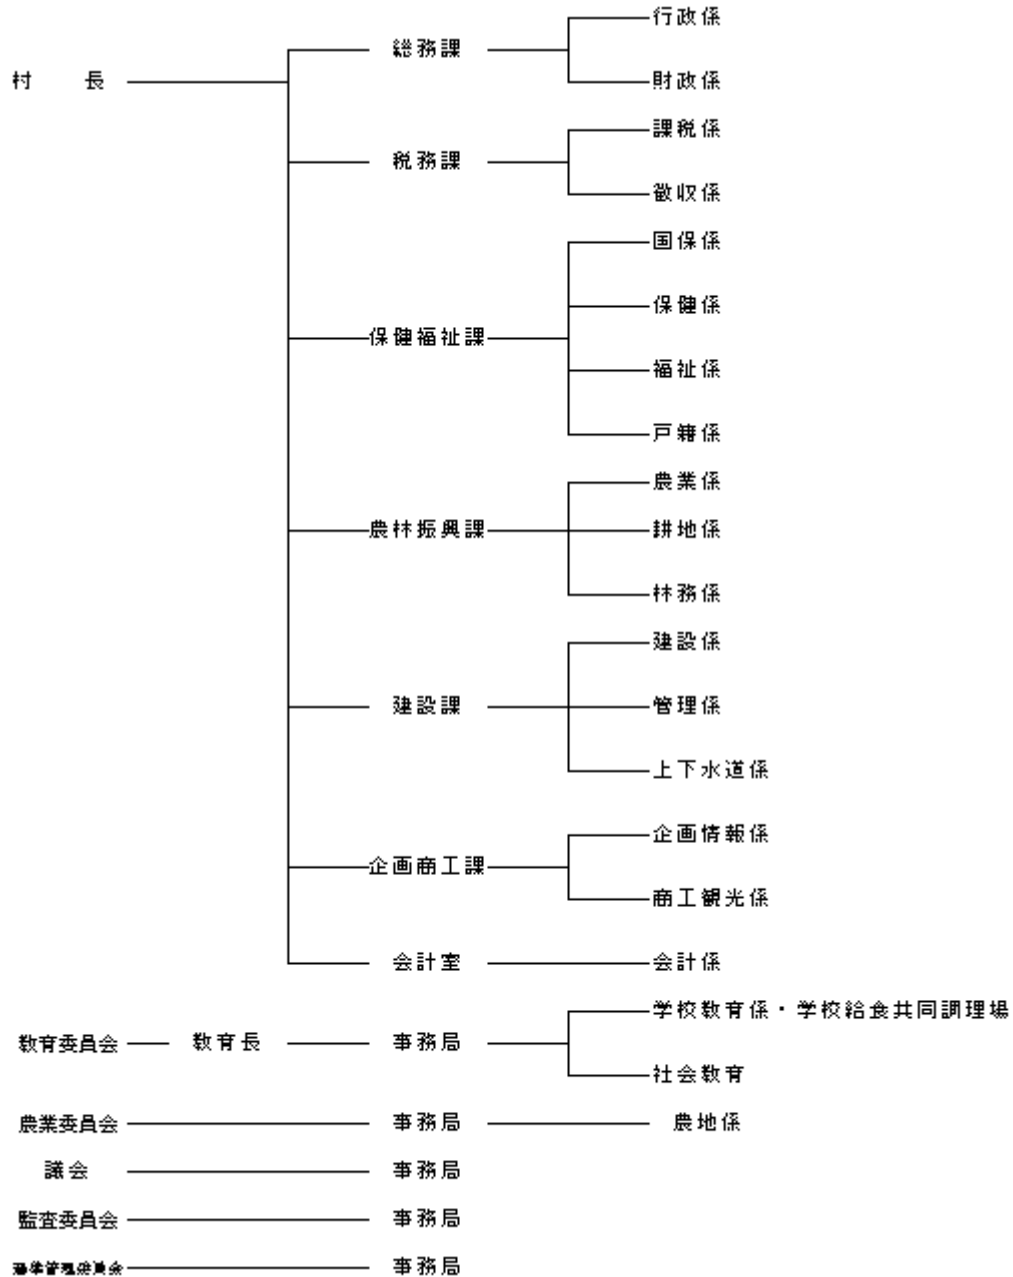 行政係
総務課
村　　長
財政係
課税係
税務課
徴収係
国保係
保健係
保健福祉課
福祉係
戸籍係
農業係
農林振興課
耕地係
林務係
建設係
建設課
管理係
上下水道係
企画情報係
企画商工課
商工観光係
会計室
会計係
学校教育係・学校給食共同調理場
教育委員会
教育長
事務局
社会教育
農業委員会
事務局
農地係
議会
事務局
監査委員会
事務局
選挙管理委員会
事務局